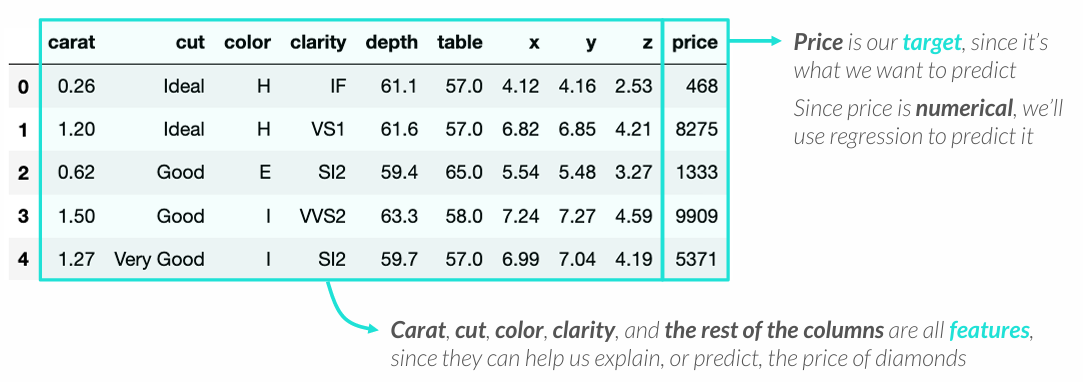 carat cut color clarity depth table x y z price
0 0.26 Ideal H IF 61.1 57.0 4.12 4.16 2.53 468
1 1.20 Ideal H VS1 61.6 57.0 6.82 6.85 4.21 8275
2 0.62 Good E SI2 59.4 65.0 5.54 5.48 3.27 1333
3 1.50 Good I VVS2 63.3 58.0 7.24 7.27 4.59 9909
4 1.27 Very Good I SI2 59.7 57.0 6.99 7.04 4.19 5371
Price is our target, since it’s
what we want to predict
Since price is numerical, we’ll
use regression to predict it
Carat, cut, color, clarity, and the rest of the columns are all features,
since they can help us explain, or predict, the price of diamonds